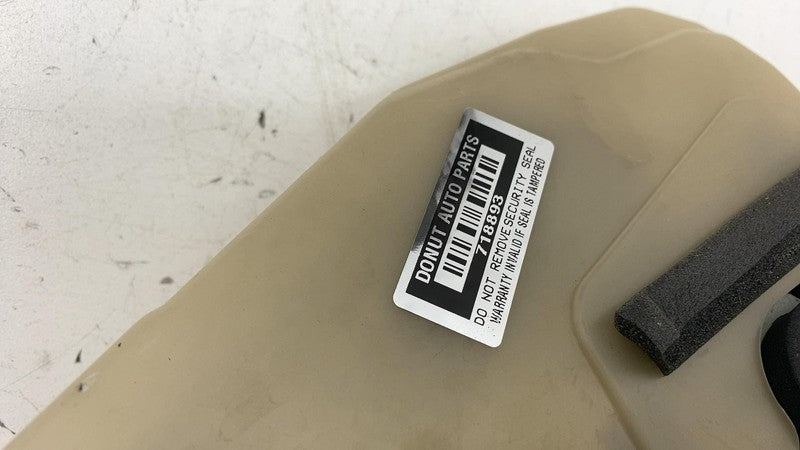 DONUT AUTO PARTS
718893
DO NOT REMOVE SECURITY SEAL
WARRANTY INVALID IF SEAL IS TAMPERED